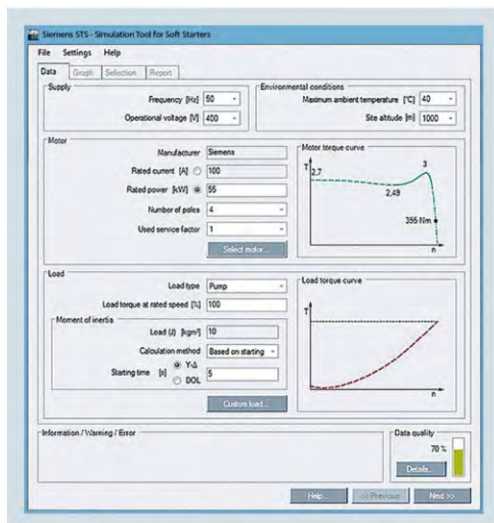 Siemens STS - Simulation Tool for Soft Starters
File Settings Help
Data Graph Selection Report
Supply
Frequency [Hz] 50
Operational voltage [V] 400
Environmental conditions
Maximum ambient temperature [°C] 40
Site altitude [m] 1000
Motor
Manufacturer Siemens
Rated current [A] 100
Rated power [kW] 55
Number of poles 4
Used service factor 1
Select motor...
Motor torque curve
T
2,7
3
2,49
355 Nm
n
Load
Load type Pump
Load torque at rated speed [%] 100
Moment of inertia
Load (J) [kgm²] 10
Calculation method Based on starting
Starting time [s] Y-Δ 5
DOL
Custom load...
Load torque curve
T
n
Information / Warning / Error
Data quality
70 %
Details...
Help... << Previous Next >>